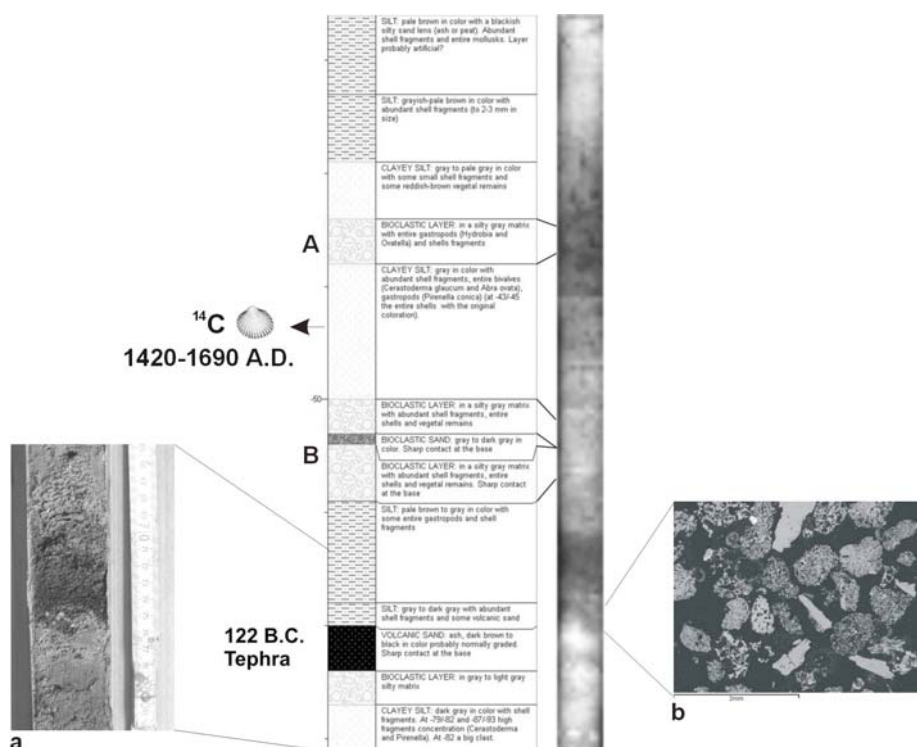 SILT: pale brown in color with a blackish
silty sand lens (ash or peat). Abundant
shell fragments and entire mollusks. Layer
probably artificial?
SILT: grayish-pale brown in color with
abundant shell fragments (to 2-3 mm in
size)
CLAYEY SILT: gray to pale gray in color
with some small shell fragments and
some reddish-brown vegetal remains
A
BIOCLASTIC LAYER: in a silty gray matrix
with entire gastropods (Hydrobia and
Ovatella) and shells fragments
CLAYEY SILT: gray in color with
abundant shell fragments, entire bivalves
(Cerastoderma glaucum and Abra ovata),
gastropods (Pirenella conica) (at -43/-45
the entire shells with the original
coloration).
14C
1420-1690 A.D.
-50
BIOCLASTIC LAYER: in a silty gray matrix
with abundant shell fragments, entire
shells and vegetal remains
B
BIOCLASTIC SAND: gray to dark gray in
color. Sharp contact at the base
BIOCLASTIC LAYER: in a silty gray matrix
with abundant shell fragments, entire
shells and vegetal remains. Sharp contact
at the base
SILT: pale brown to gray in color with
some entire gastropods and shell
fragments
SILT: gray to dark gray with abundant
shell fragments and some volcanic sand
122 B.C.
Tephra
VOLCANIC SAND: ash, dark brown to
black in color probably normally graded.
Sharp contact at the base
BIOCLASTIC LAYER: in gray to light gray
silty matrix
CLAYEY SILT: dark gray in color with shell
fragments. At -79/-82 and -87/-93 high
fragments concentration (Cerastoderma
and Pirenella). At -82 a big clast.
a
2mm
b